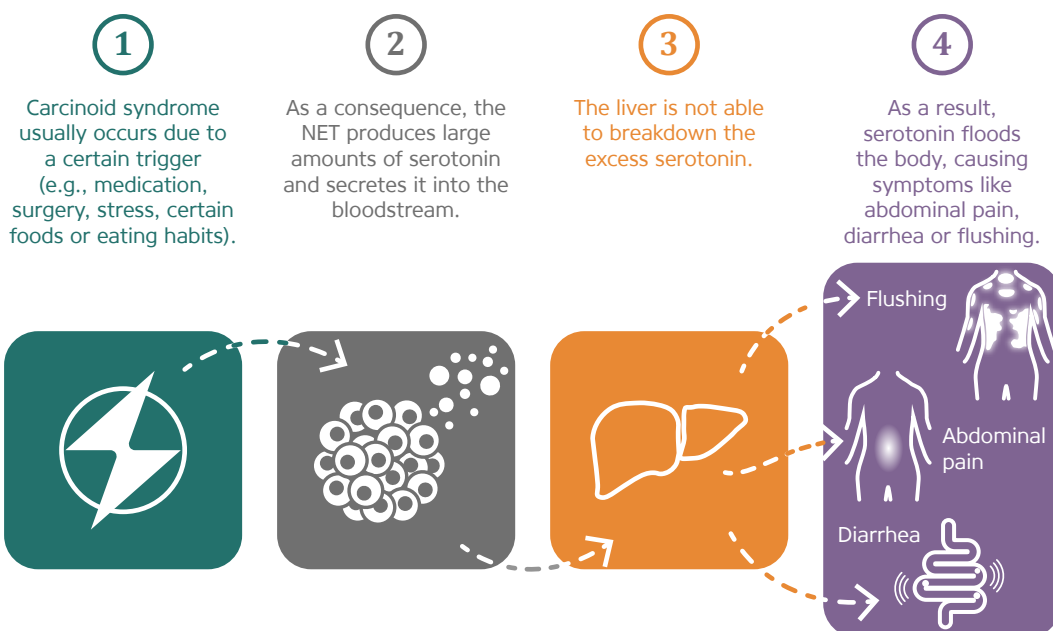 1
Carcinoid syndrome
usually occurs due to
a certain trigger
(e.g., medication,
surgery, stress, certain
foods or eating habits).
2
As a consequence, the
NET produces large
amounts of serotonin
and secretes it into the
bloodstream.
3
The liver is not able
to breakdown the
excess serotonin.
4
As a result,
serotonin floods
the body, causing
symptoms like
abdominal pain,
diarrhea or flushing.
Flushing
Abdominal
pain
Diarrhea